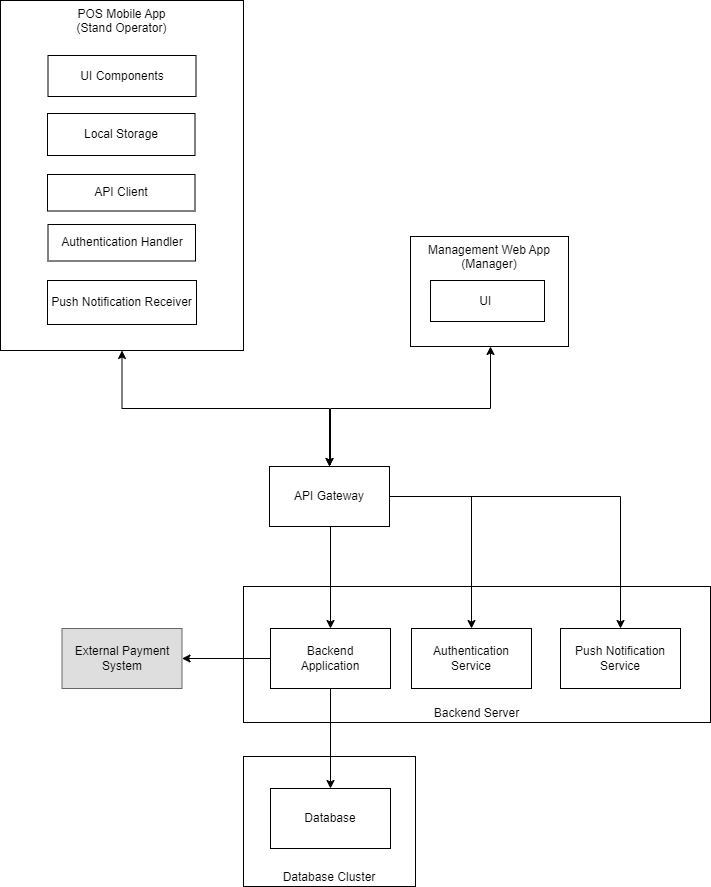 POS Mobile App
(Stand Operator)
UI Components
Local Storage
API Client
Authentication Handler
Push Notification Receiver
Management Web App
(Manager)
UI
API Gateway
External Payment
System
Backend
Application
Authentication
Service
Push Notification
Service
Backend Server
Database
Database Cluster